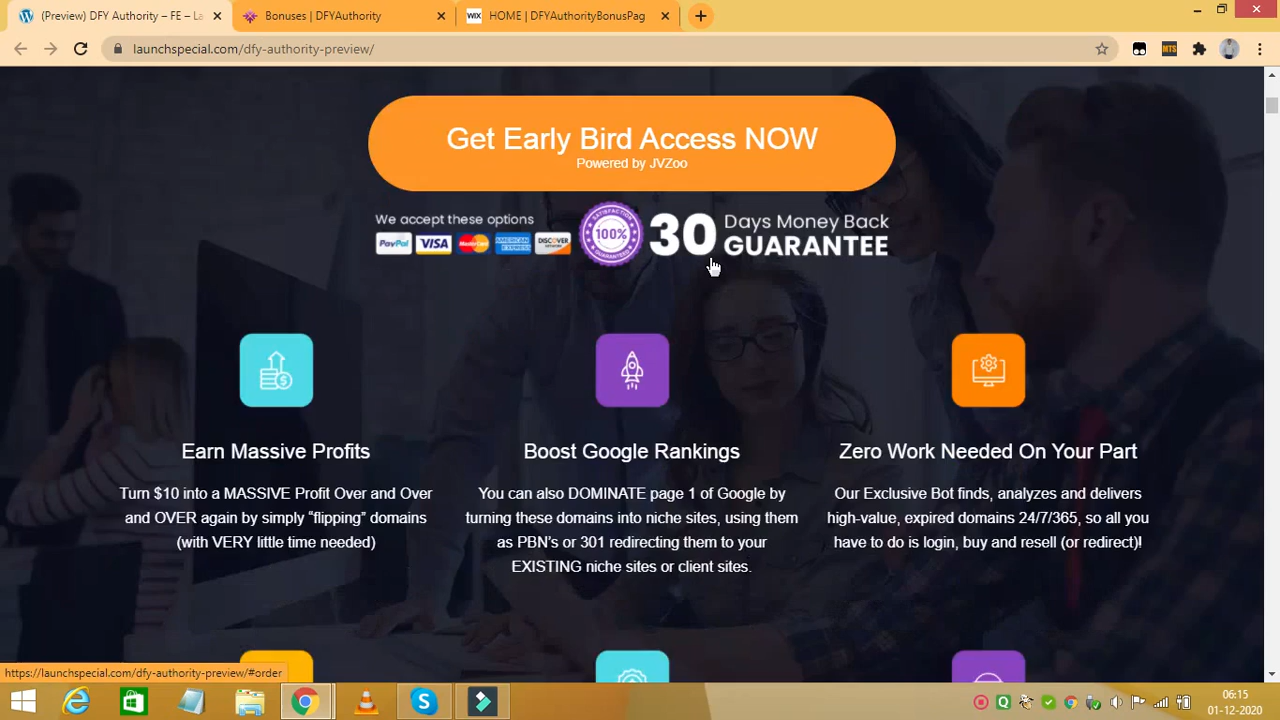 (Preview) DFY Authority – FE – La
Bonuses | DFYAuthority
WIX HOME | DFYAuthorityBonusPag
launchspecial.com/dfy-authority-preview/
MTS
Get Early Bird Access NOW
Powered by JVZoo
We accept these options
PayPal VISA MasterCard AMERICAN EXPRESS DISCOVER
SATISFACTION 100% GUARANTEED
30 Days Money Back GUARANTEE
Earn Massive Profits
Turn $10 into a MASSIVE Profit Over and Over
and OVER again by simply “flipping” domains
(with VERY little time needed)
Boost Google Rankings
You can also DOMINATE page 1 of Google by
turning these domains into niche sites, using them
as PBN’s or 301 redirecting them to your
EXISTING niche sites or client sites.
Zero Work Needed On Your Part
Our Exclusive Bot finds, analyzes and delivers
high-value, expired domains 24/7/365, so all you
have to do is login, buy and resell (or redirect)!
https://launchspecial.com/dfy-authority-preview/#order
06:15
01-12-2020